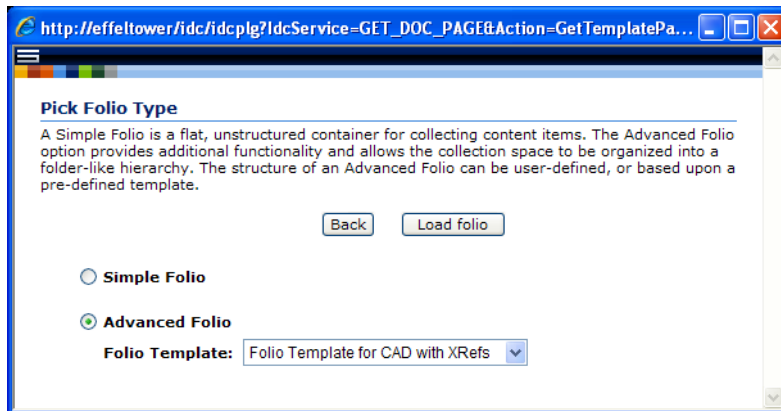 http://effeltower/idc/idcplg?IdcService=GET_DOC_PAGE&Action=GetTemplatePa...
Pick Folio Type
A Simple Folio is a flat, unstructured container for collecting content items. The Advanced Folio
option provides additional functionality and allows the collection space to be organized into a
folder-like hierarchy. The structure of an Advanced Folio can be user-defined, or based upon a
pre-defined template.
Back Load folio
Simple Folio
Advanced Folio
Folio Template: Folio Template for CAD with XRefs